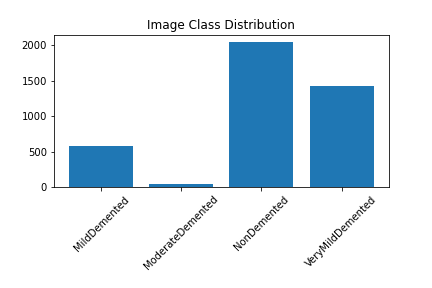 Image Class Distribution
2000
1500
1000
500
0
MildDemented
ModerateDemented
NonDemented
VeryMildDemented